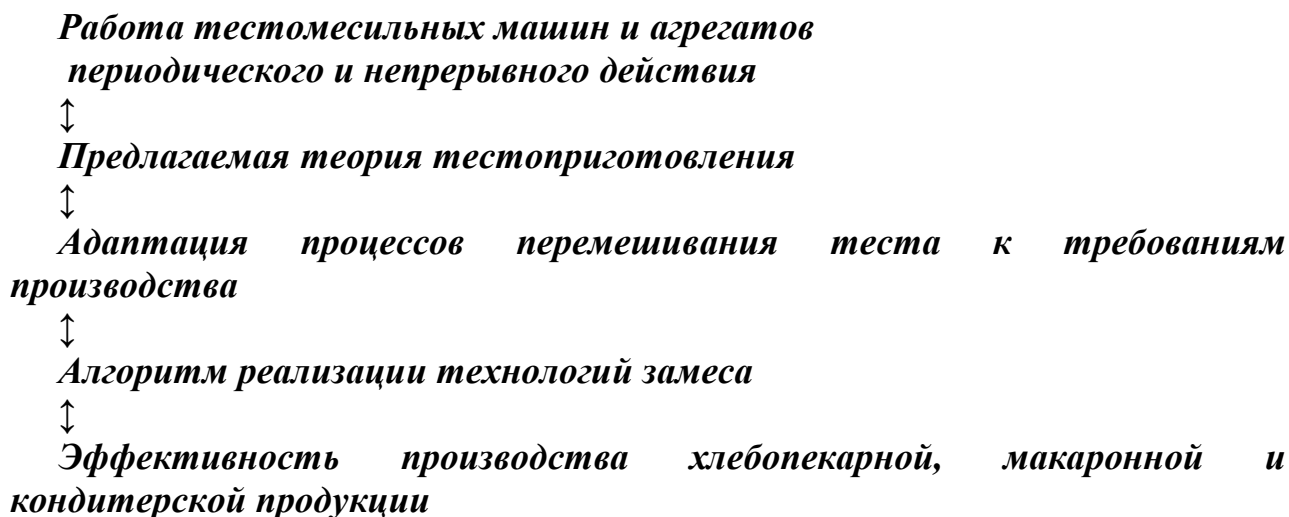 Работа тестомесильных машин и агрегатов
периодического и непрерывного действия
↕
Предлагаемая теория тестоприготовления
↕
Адаптация процессов перемешивания теста к требованиям
производства
↕
Алгоритм реализации технологий замеса
↕
Эффективность производства хлебопекарной, макаронной и
кондитерской продукции